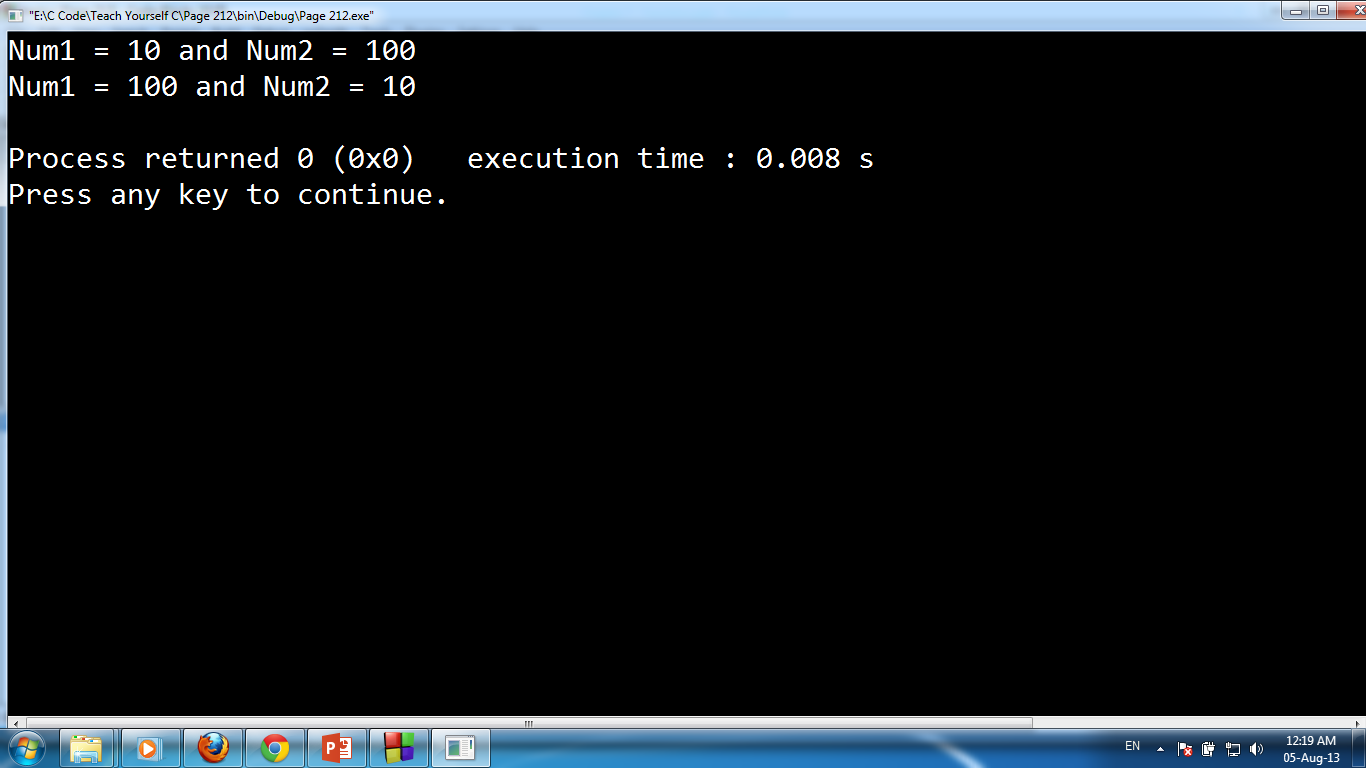 "E:\C Code\Teach Yourself C\Page 212\bin\Debug\Page 212.exe"
Num1 = 10 and Num2 = 100
Num1 = 100 and Num2 = 10
Process returned 0 (0x0)   execution time : 0.008 s
Press any key to continue.
P
EN
12:19 AM
05-Aug-13